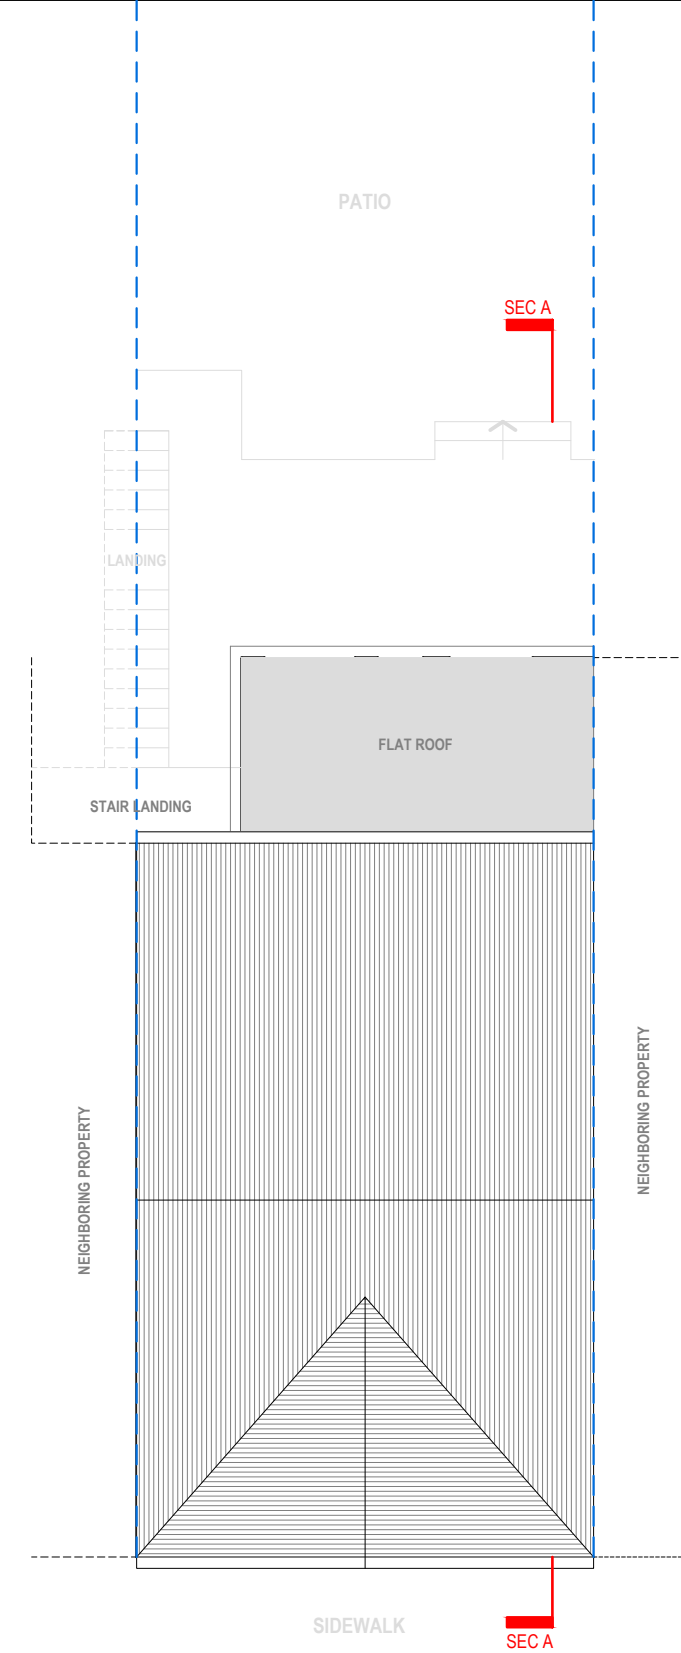 PATIO
SEC A
LANDING
FLAT ROOF
STAIR LANDING
NEIGHBORING PROPERTY
NEIGHBORING PROPERTY
SIDEWALK
SEC A